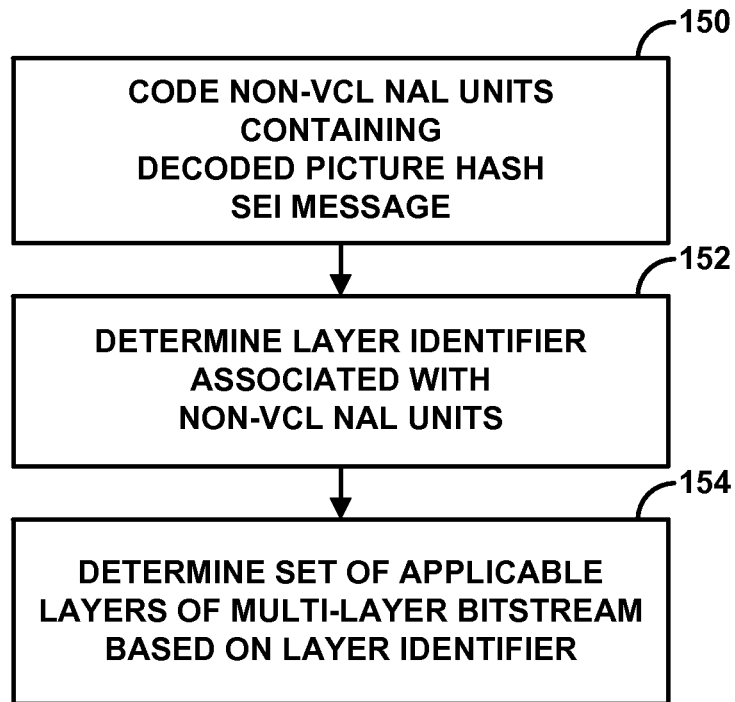 150
CODE NON-VCL NAL UNITS
CONTAINING
DECODED PICTURE HASH
SEI MESSAGE
152
DETERMINE LAYER IDENTIFIER
ASSOCIATED WITH
NON-VCL NAL UNITS
154
DETERMINE SET OF APPLICABLE
LAYERS OF MULTI-LAYER BITSTREAM
BASED ON LAYER IDENTIFIER